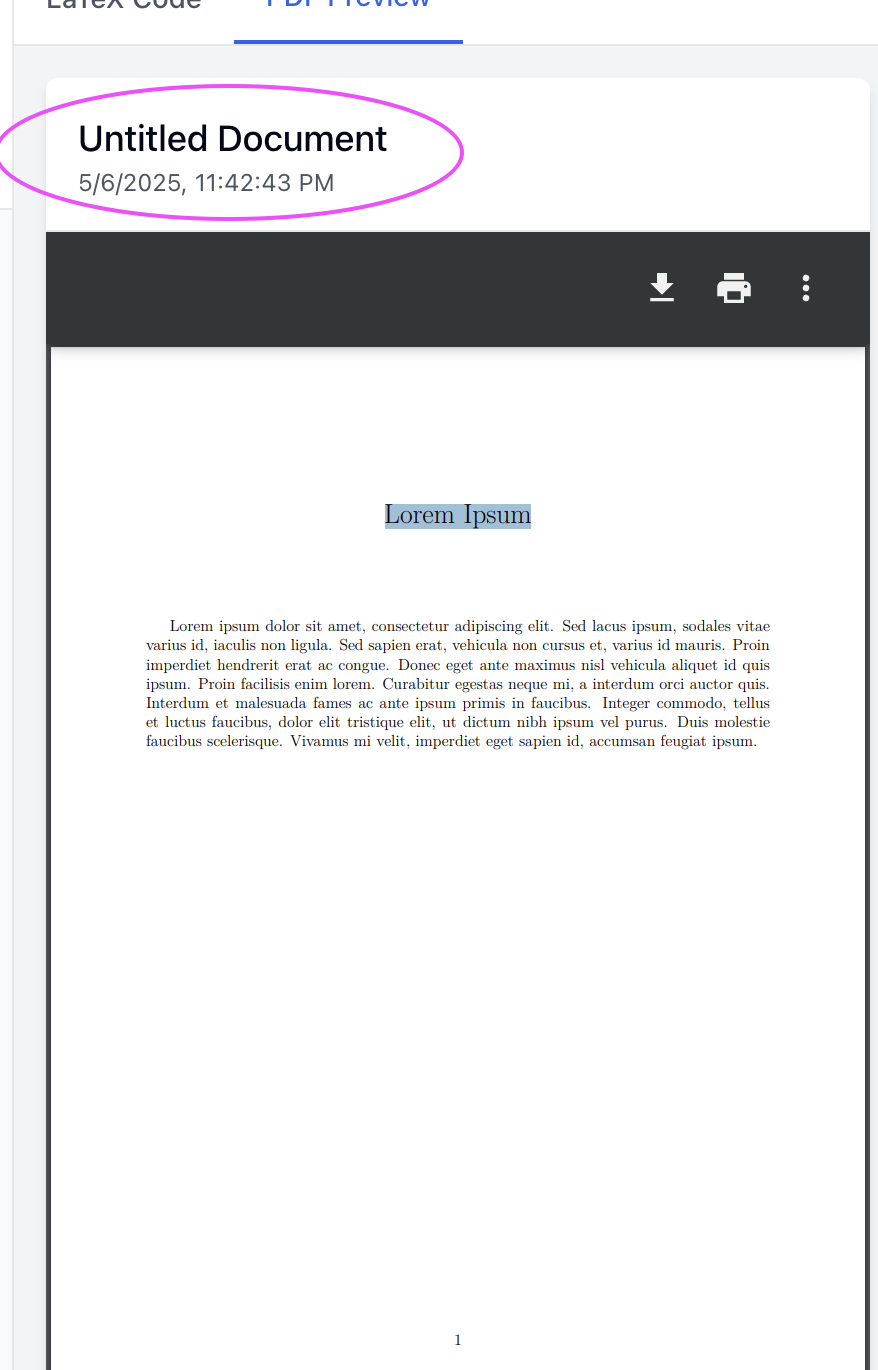 LaTeX Code PDF Preview
Untitled Document
5/6/2025, 11:42:43 PM
Lorem Ipsum
Lorem ipsum dolor sit amet, consectetur adipiscing elit. Sed lacus ipsum, sodales vitae
varius id, iaculis non ligula. Sed sapien erat, vehicula non cursus et, varius id mauris. Proin
imperdiet hendrerit erat ac congue. Donec eget ante maximus nisl vehicula aliquet id quis
ipsum. Proin facilisis enim lorem. Curabitur egestas neque mi, a interdum orci auctor quis.
Interdum et malesuada fames ac ante ipsum primis in faucibus. Integer commodo, tellus
et luctus faucibus, dolor elit tristique elit, ut dictum nibh ipsum vel purus. Duis molestie
faucibus scelerisque. Vivamus mi velit, imperdiet eget sapien id, accumsan feugiat ipsum.
1